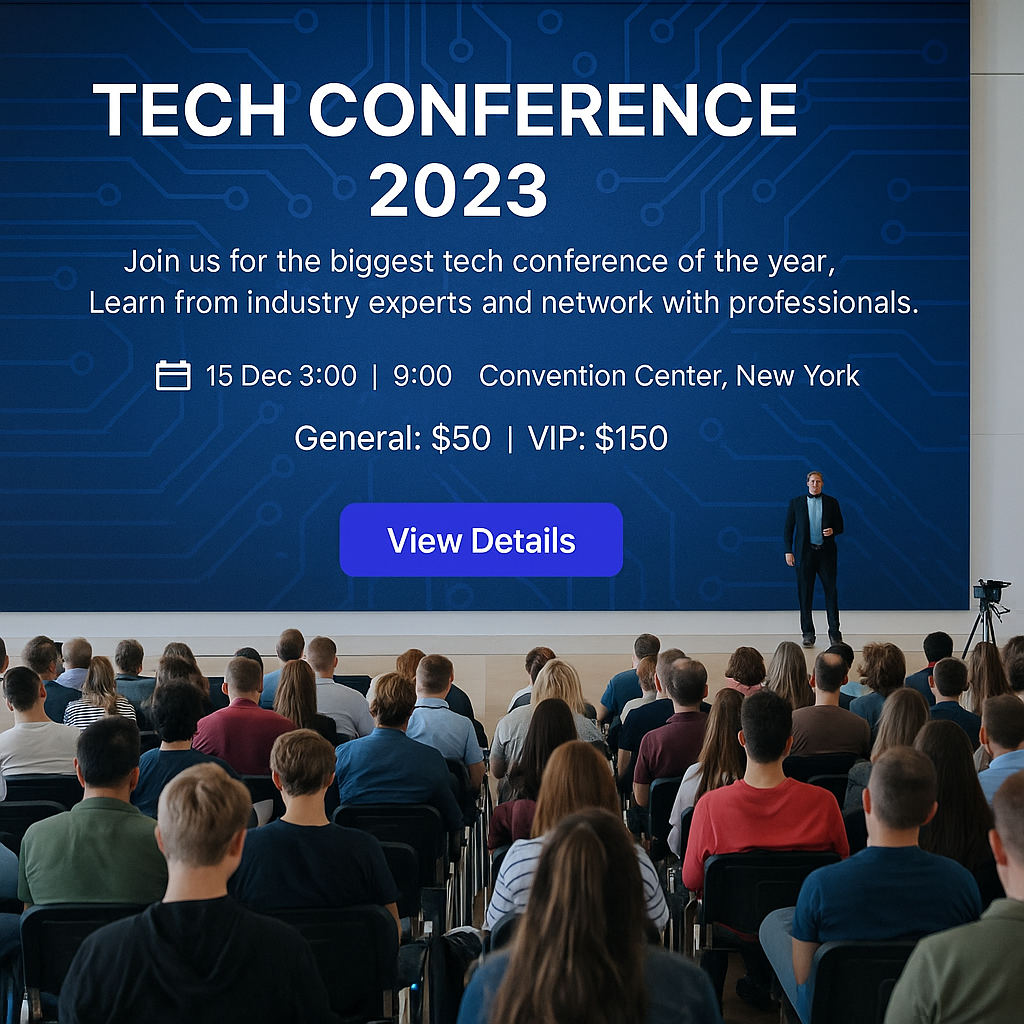 TECH CONFERENCE
2023
Join us for the biggest tech conference of the year,
Learn from industry experts and network with professionals.
15 Dec 3:00 | 9:00 Convention Center, New York
General: $50 | VIP: $150
View Details